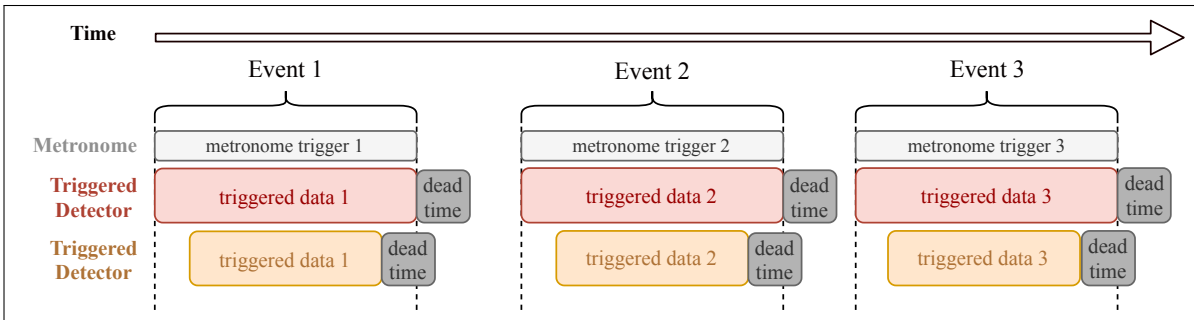 Time
Event 1 Event 2 Event 3
Metronome metronome trigger 1 metronome trigger 2 metronome trigger 3
Triggered
Detector
triggered data 1
dead
time
triggered data 2
dead
time
triggered data 3
dead
time
Triggered
Detector
triggered data 1
dead
time
triggered data 2
dead
time
triggered data 3
dead
time